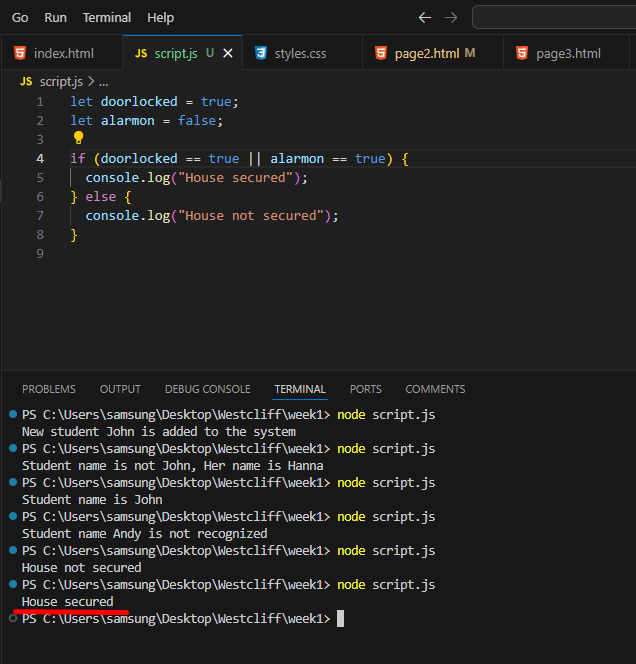 Go Run Terminal Help
index.html JS script.js U styles.css page2.html M page3.html
JS script.js > ...
1 let doorlocked = true;
2 let alarmon = false;
3
4 if (doorlocked == true || alarmon == true) {
5 console.log("House secured");
6 } else {
7 console.log("House not secured");
8 }
9
PROBLEMS OUTPUT DEBUG CONSOLE TERMINAL PORTS COMMENTS
PS C:\Users\samsung\Desktop\Westcliff\week1> node script.js
New student John is added to the system
PS C:\Users\samsung\Desktop\Westcliff\week1> node script.js
Student name is not John, Her name is Hanna
PS C:\Users\samsung\Desktop\Westcliff\week1> node script.js
Student name is John
PS C:\Users\samsung\Desktop\Westcliff\week1> node script.js
Student name Andy is not recognized
PS C:\Users\samsung\Desktop\Westcliff\week1> node script.js
House not secured
PS C:\Users\samsung\Desktop\Westcliff\week1> node script.js
House secured
PS C:\Users\samsung\Desktop\Westcliff\week1>